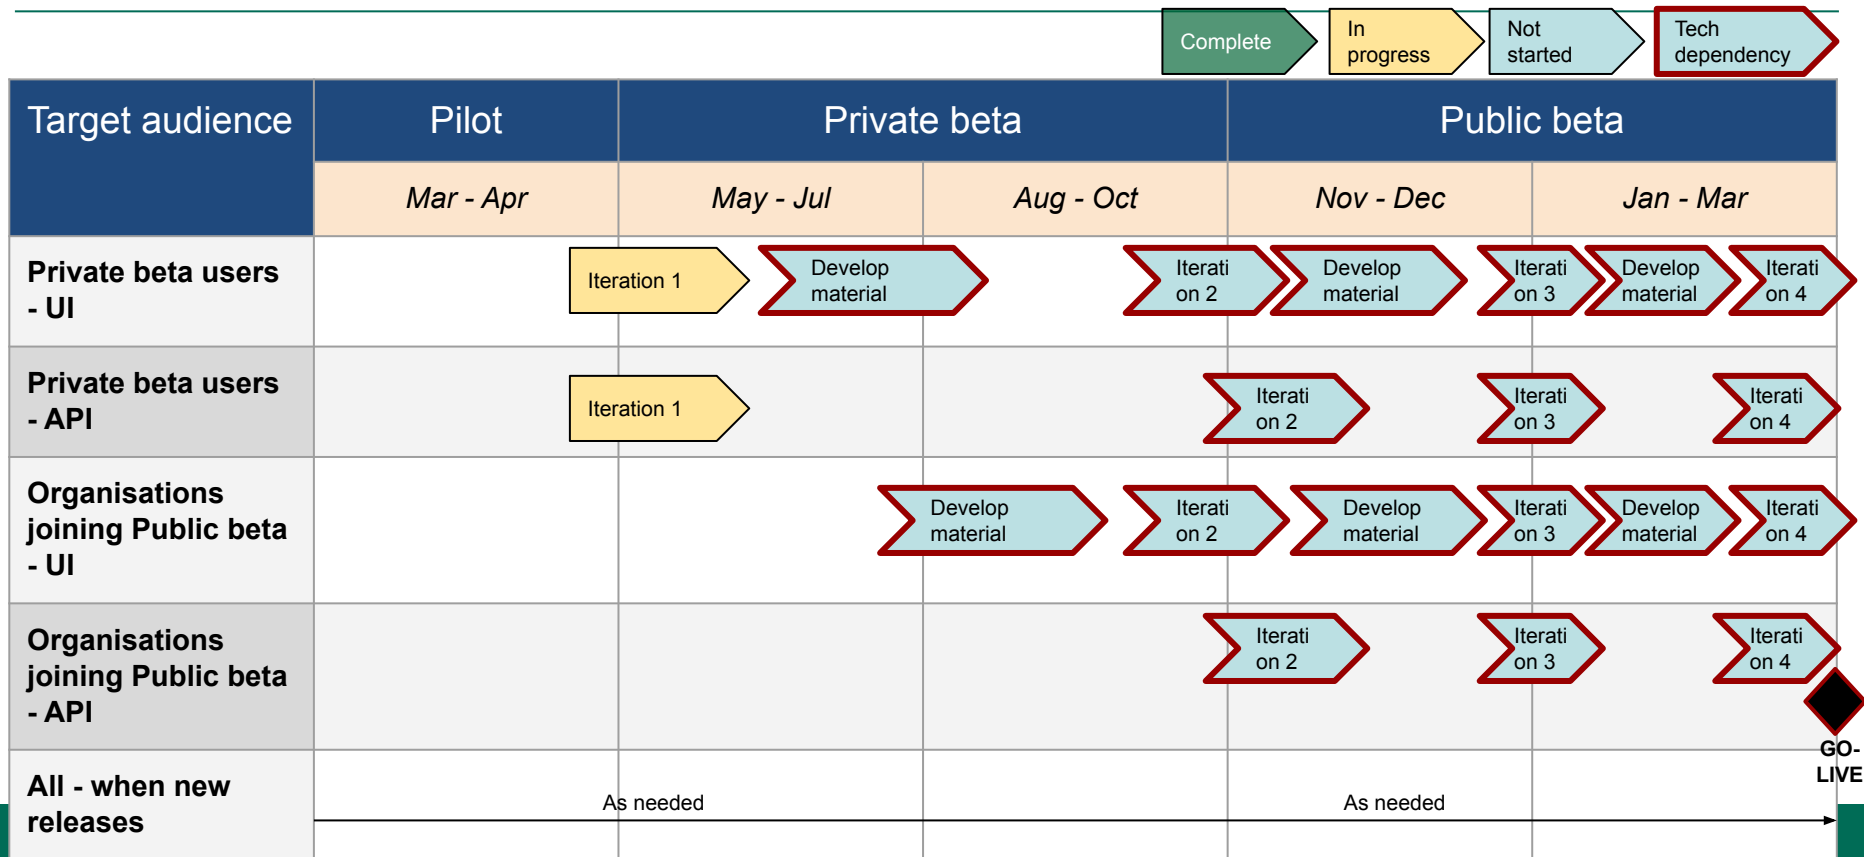 Complete
In
progress
Not
started
Tech
dependency
Target audience
Pilot
Private beta
Public beta
Mar - Apr
May - Jul
Aug - Oct
Nov - Dec
Jan - Mar
Private beta users
- UI
Iteration 1
Develop
material
Iterati
on 2
Develop
material
Iterati
on 3
Develop
material
Iterati
on 4
Private beta users
- API
Iteration 1
Iterati
on 2
Iterati
on 3
Iterati
on 4
Organisations
joining Public beta
- UI
Develop
material
Iterati
on 2
Develop
material
Iterati
on 3
Develop
material
Iterati
on 4
Organisations
joining Public beta
- API
Iterati
on 2
Iterati
on 3
Iterati
on 4
GO-
LIVE
All - when new
releases
As needed
As needed